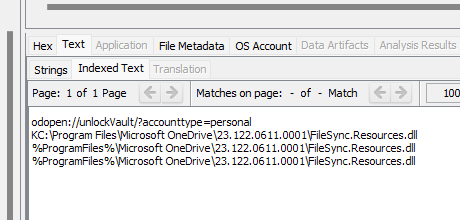 Hex Text Application File Metadata OS Account Data Artifacts Analysis Results
Strings Indexed Text Translation
Page: 1 of 1 Page Matches on page: - of - Match 100
odopen://unlockVault/?accounttype=personal
KC:\Program Files\Microsoft OneDrive\23.122.0611.0001\FileSync.Resources.dll
%ProgramFiles%\Microsoft OneDrive\23.122.0611.0001\FileSync.Resources.dll
%ProgramFiles%\Microsoft OneDrive\23.122.0611.0001\FileSync.Resources.dll